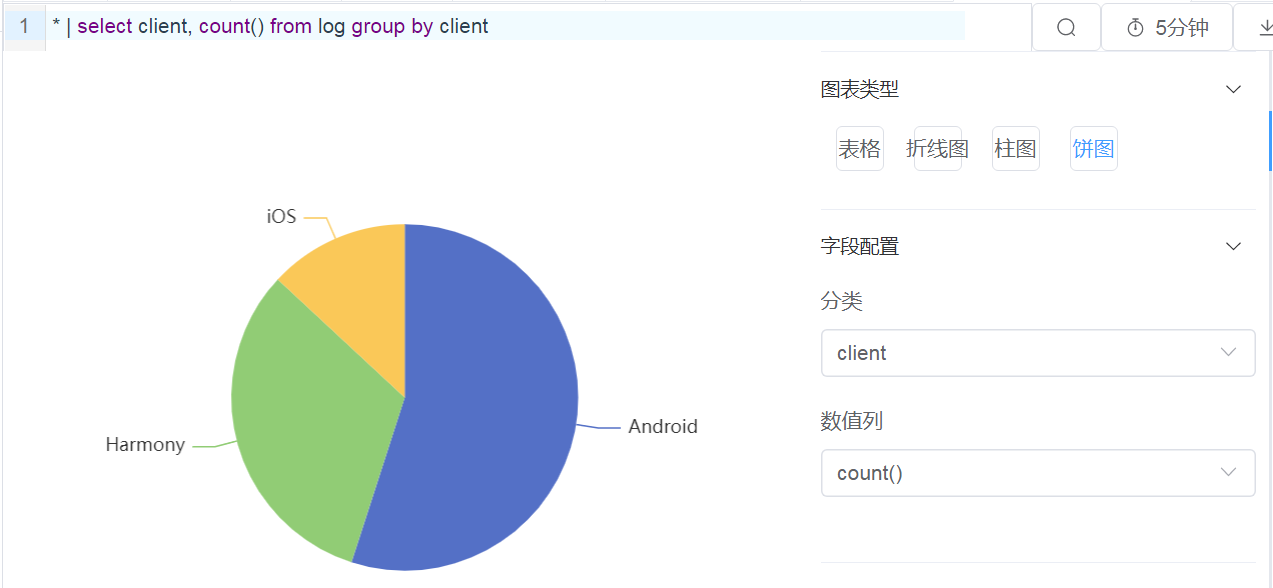 1 * | select client, count() from log group by client
5分钟
图表类型
表格 折线图 柱图 饼图
iOS
字段配置
分类
client
数值列
Android
Harmony
count()